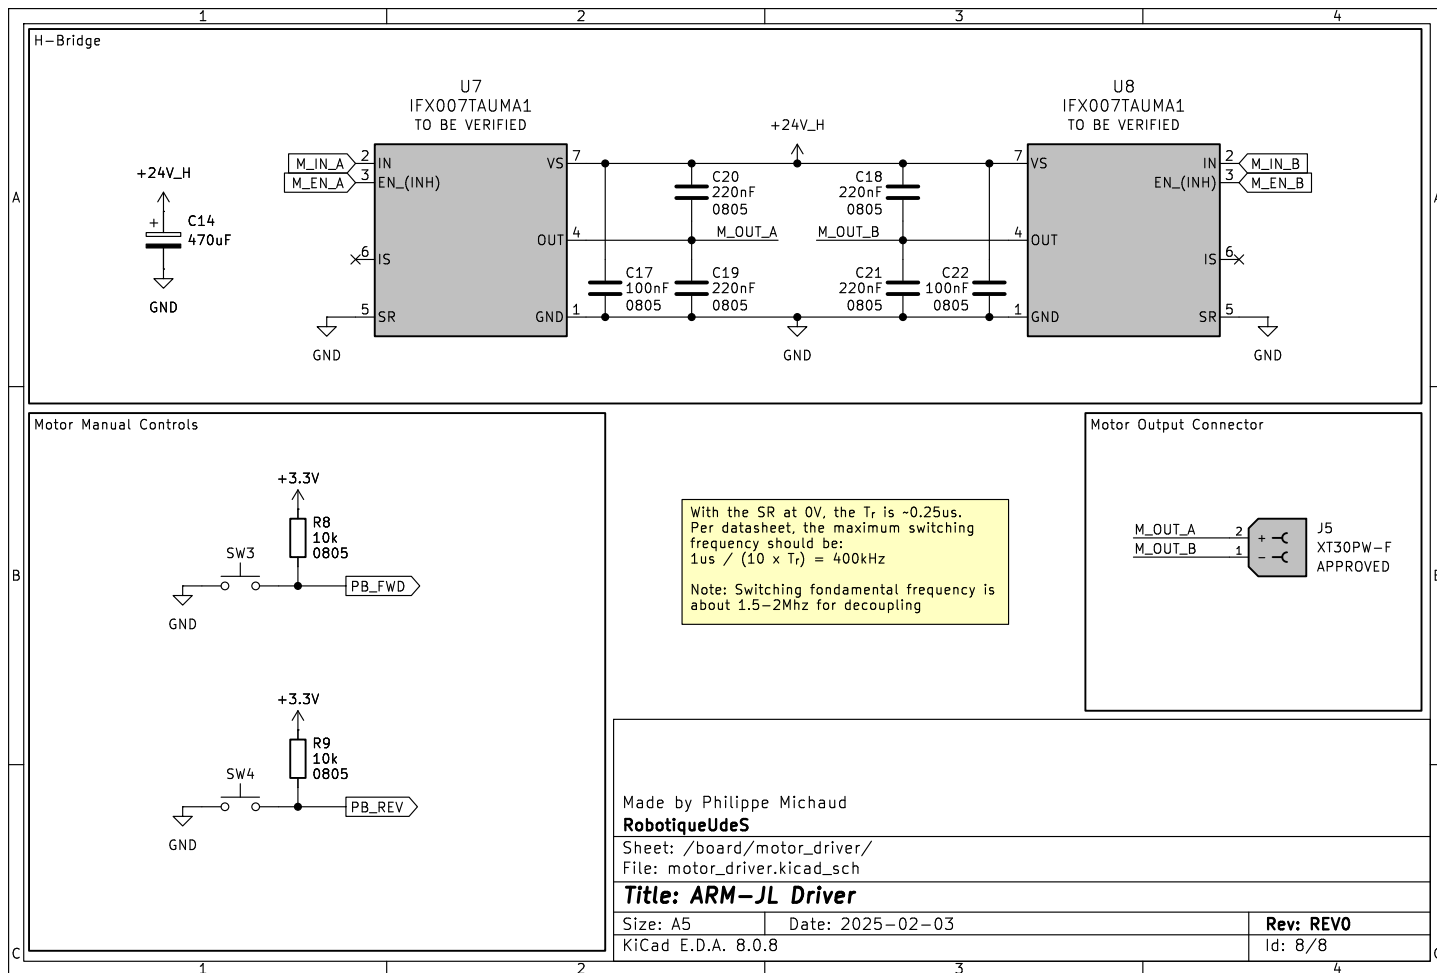 1 2 3 4
H-Bridge
U7
IFX007TAUMA1
TO BE VERIFIED
M_IN_A 2 IN
M_EN_A 3 EN_(INH)
6 IS
5 SR
GND
VS 7
OUT 4
GND 1
+24V_H
C14
470uF
GND
+24V_H
C20
220nF
0805
C18
220nF
0805
M_OUT_A
M_OUT_B
C17
100nF
0805
C19
220nF
0805
C21
220nF
0805
C22
100nF
0805
GND
U8
IFX007TAUMA1
TO BE VERIFIED
7 VS
4 OUT
1 GND
IN 2 M_IN_B
EN_(INH) 3 M_EN_B
IS 6
SR 5
GND
A A
Motor Manual Controls
+3.3V
R8
10k
0805
SW3
PB_FWD
GND
+3.3V
R9
10k
0805
SW4
PB_REV
GND
With the SR at 0V, the Tr is ~0.25us.
Per datasheet, the maximum switching
frequency should be:
1us / (10 x Tr) = 400kHz
Note: Switching fondamental frequency is
about 1.5-2Mhz for decoupling
Motor Output Connector
M_OUT_A 2 +
M_OUT_B 1 -
J5
XT30PW-F
APPROVED
B B
Made by Philippe Michaud
RobotiqueUdeS
Sheet: /board/motor_driver/
File: motor_driver.kicad_sch
Title: ARM-JL Driver
Size: A5 Date: 2025-02-03 Rev: REV0
KiCad E.D.A. 8.0.8 Id: 8/8
C C
1 2 3 4